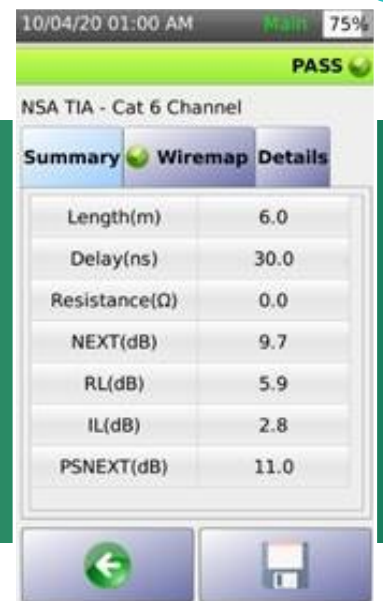 10/04/20 01:00 AM Main 75%
PASS
NSA TIA - Cat 6 Channel
Summary Wiremap Details
Length(m) 6.0
Delay(ns) 30.0
Resistance(Ω) 0.0
NEXT(dB) 9.7
RL(dB) 5.9
IL(dB) 2.8
PSNEXT(dB) 11.0